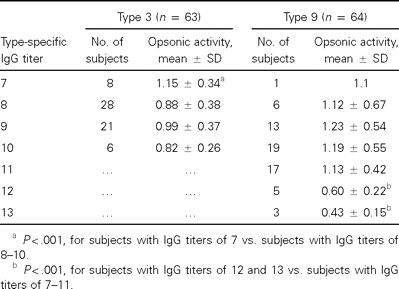 Type 3 (n = 63) Type 9 (n = 64)
Type-specific IgG titer No. of subjects Opsonic activity, mean ± SD No. of subjects Opsonic activity, mean ± SD
7 8 1.15 ± 0.34a 1 1.1
8 28 0.88 ± 0.38 6 1.12 ± 0.67
9 21 0.99 ± 0.37 13 1.23 ± 0.54
10 6 0.82 ± 0.26 19 1.19 ± 0.55
11 ... ... 17 1.13 ± 0.42
12 ... ... 5 0.60 ± 0.22b
13 ... ... 3 0.43 ± 0.15b
a P<.001, for subjects with IgG titers of 7 vs. subjects with IgG titers of
8–10.
b P<.001, for subjects with IgG titers of 12 and 13 vs. subjects with IgG
titers of 7–11.